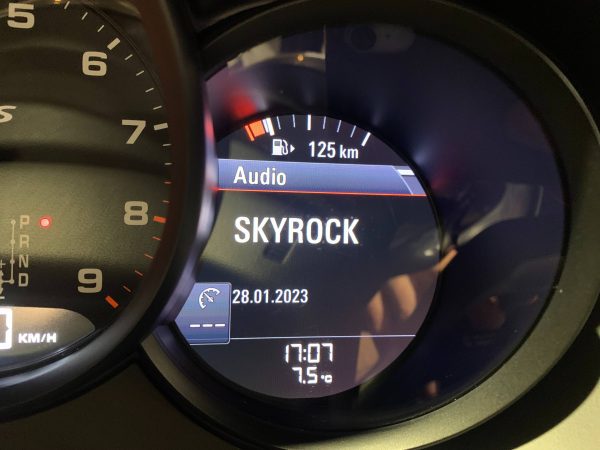 5
6
7
8
9
S
P
R
N
D
KM/H
125 km
Audio
SKYROCK
28.01.2023
---
17:07
7.5 °C